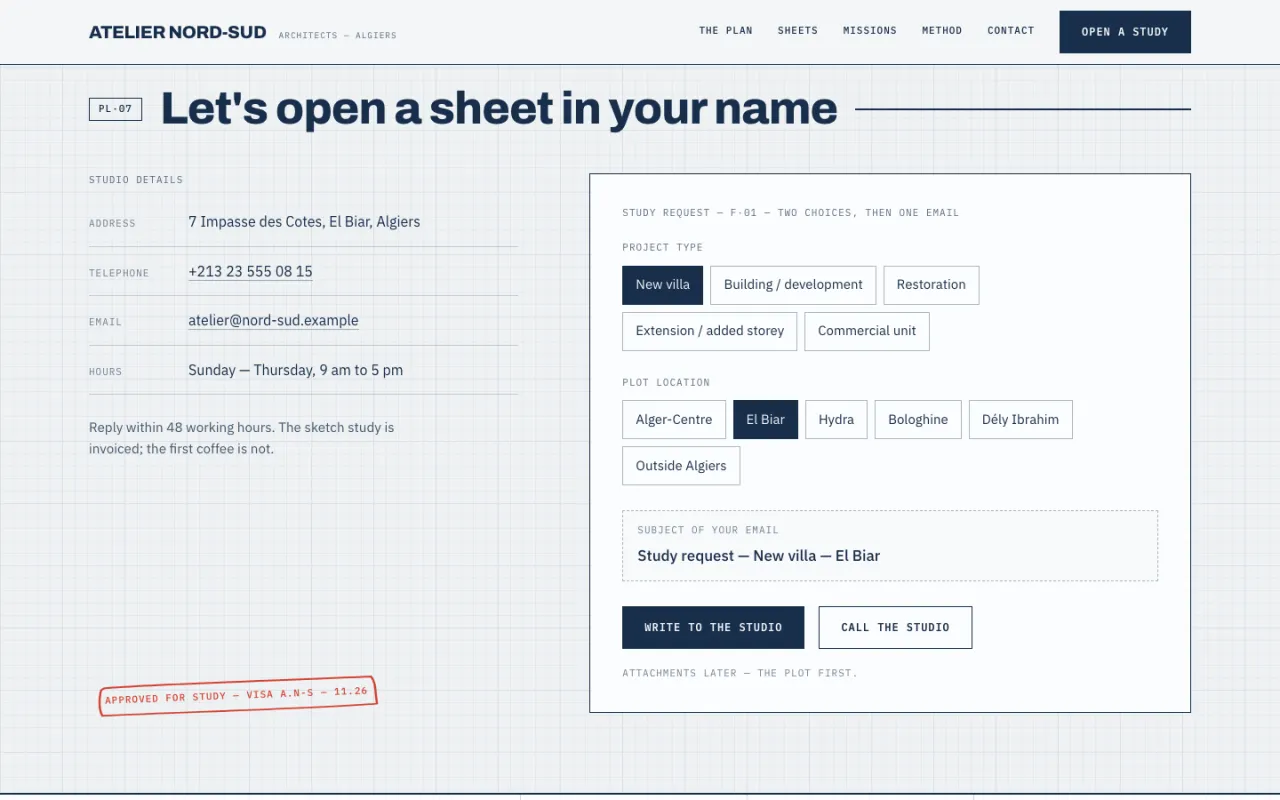 ATELIER NORD-SUD ARCHITECTS — ALGIERS
THE PLAN SHEETS MISSIONS METHOD CONTACT OPEN A STUDY
PL·07 Let's open a sheet in your name
STUDIO DETAILS
ADDRESS 7 Impasse des Cotes, El Biar, Algiers
TELEPHONE +213 23 555 08 15
EMAIL atelier@nord-sud.example
HOURS Sunday — Thursday, 9 am to 5 pm
Reply within 48 working hours. The sketch study is
invoiced; the first coffee is not.
APPROVED FOR STUDY — VISA A.N-S — 11.26
STUDY REQUEST — F·01 — TWO CHOICES, THEN ONE EMAIL
PROJECT TYPE
New villa Building / development Restoration
Extension / added storey Commercial unit
PLOT LOCATION
Alger-Centre El Biar Hydra Bologhine Dély Ibrahim
Outside Algiers
SUBJECT OF YOUR EMAIL
Study request — New villa — El Biar
WRITE TO THE STUDIO CALL THE STUDIO
ATTACHMENTS LATER — THE PLOT FIRST.